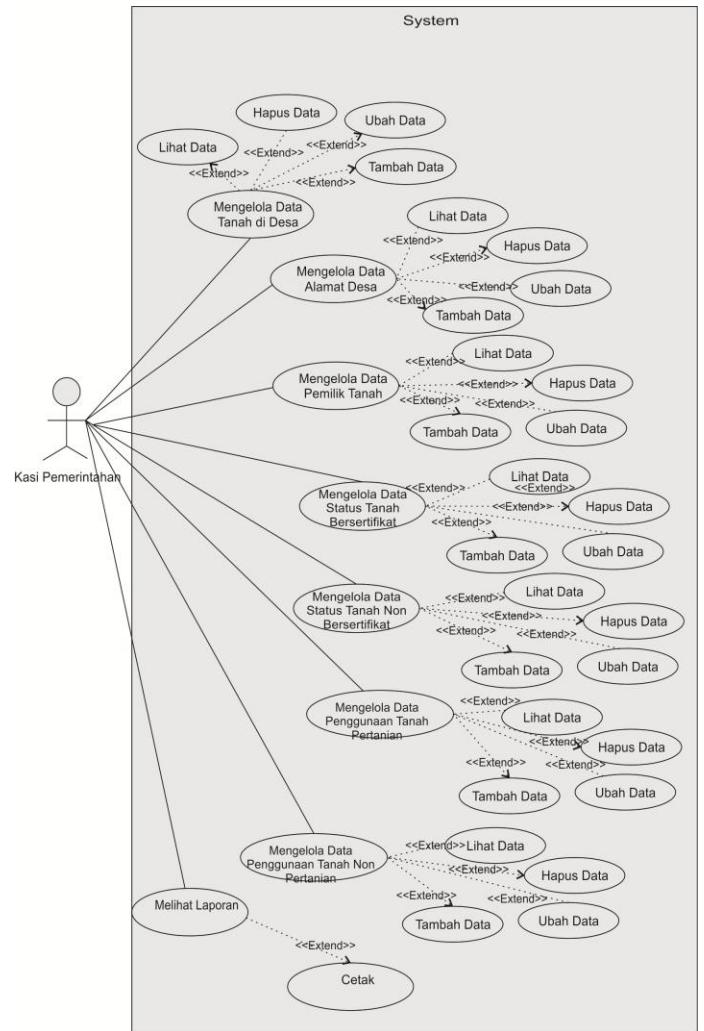 System
Hapus Data
Ubah Data
Lihat Data
<<Extend>>
<<Extend>>
Tambah Data
<<Extend>>
<<Extend>>
Mengelola Data
Tanah di Desa
Lihat Data
<<Extend>>
Hapus Data
Mengelola Data
Alamat Desa
<<Extend>>
<<Extend>>
Ubah Data
<<Extend>>
Tambah Data
Lihat Data
<<Extend>>
Mengelola Data
Pemilik Tanah
<<Extend>>
Hapus Data
<<Extend>>
<<Extend>>
Ubah Data
Tambah Data
Kasi Pemerintahan
Lihat Data
<<Extend>>
<<Extend>>
Mengelola Data
Status Tanah
Bersertifikat
<<Extend>>
Hapus Data
<<Extend>>
Tambah Data
Ubah Data
Mengelola Data
Status Tanah Non
Bersertifikat
<<Extend>>
Lihat Data
<<Extend>>
Hapus Data
<<Extend>>
<<Extend>>
Tambah Data
Ubah Data
Mengelola Data
Penggunaan Tanah
Pertanian
<<Extend>>
Lihat Data
<<Extend>>
Hapus Data
<<Extend>>
<<Extend>>
Tambah Data
Ubah Data
Mengelola Data
Penggunaan Tanah Non
Pertanian
<<Extend>>
Lihat Data
<<Extend>>
Hapus Data
<<Extend>>
<<Extend>>
Tambah Data
Ubah Data
Melihat Laporan
<<Extend>>
Cetak